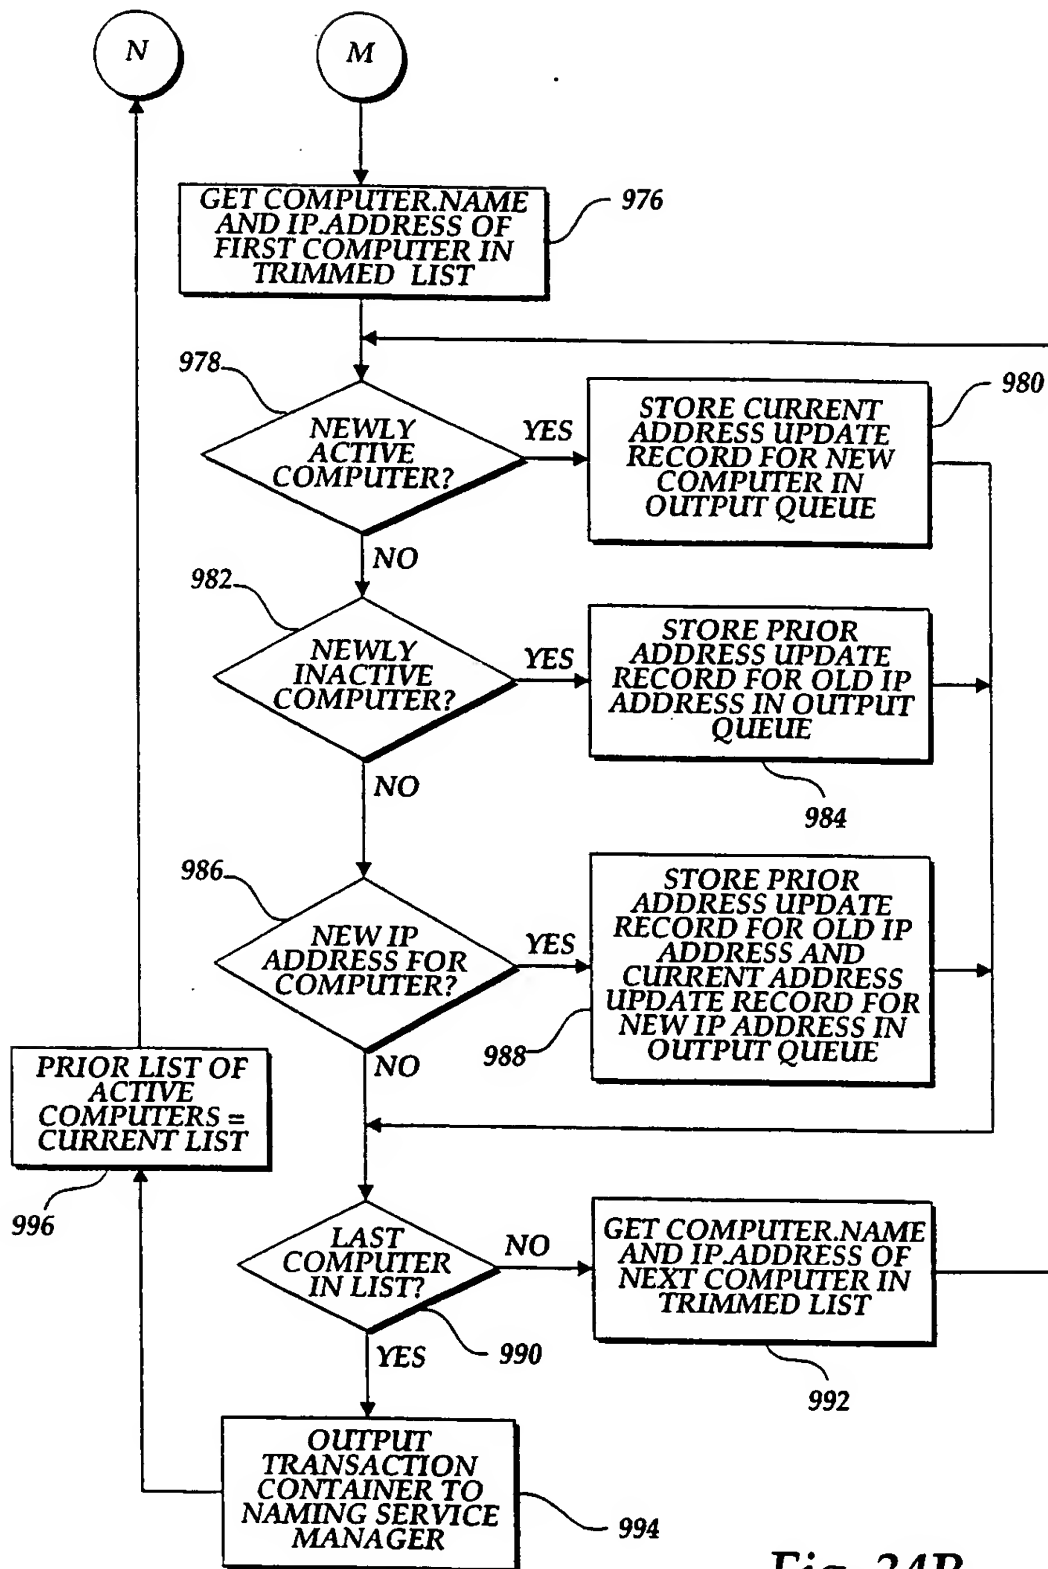 N
M
GET COMPUTER.NAME
AND IP.ADDRESS OF
FIRST COMPUTER IN
TRIMMED LIST
976
978
NEWLY
ACTIVE
COMPUTER?
YES
STORE CURRENT
ADDRESS UPDATE
RECORD FOR NEW
COMPUTER IN
OUTPUT QUEUE
980
NO
982
NEWLY
INACTIVE
COMPUTER?
YES
STORE PRIOR
ADDRESS UPDATE
RECORD FOR OLD IP
ADDRESS IN OUTPUT
QUEUE
984
NO
986
NEW IP
ADDRESS FOR
COMPUTER?
YES
STORE PRIOR
ADDRESS UPDATE
RECORD FOR OLD IP
ADDRESS AND
CURRENT ADDRESS
UPDATE RECORD FOR
NEW IP ADDRESS IN
OUTPUT QUEUE
988
NO
PRIOR LIST OF
ACTIVE
COMPUTERS =
CURRENT LIST
996
LAST
COMPUTER
IN LIST?
990
NO
GET COMPUTER.NAME
AND IP.ADDRESS OF
NEXT COMPUTER IN
TRIMMED LIST
992
YES
OUTPUT
TRANSACTION
CONTAINER TO
NAMING SERVICE
MANAGER
994
Fig. 34B